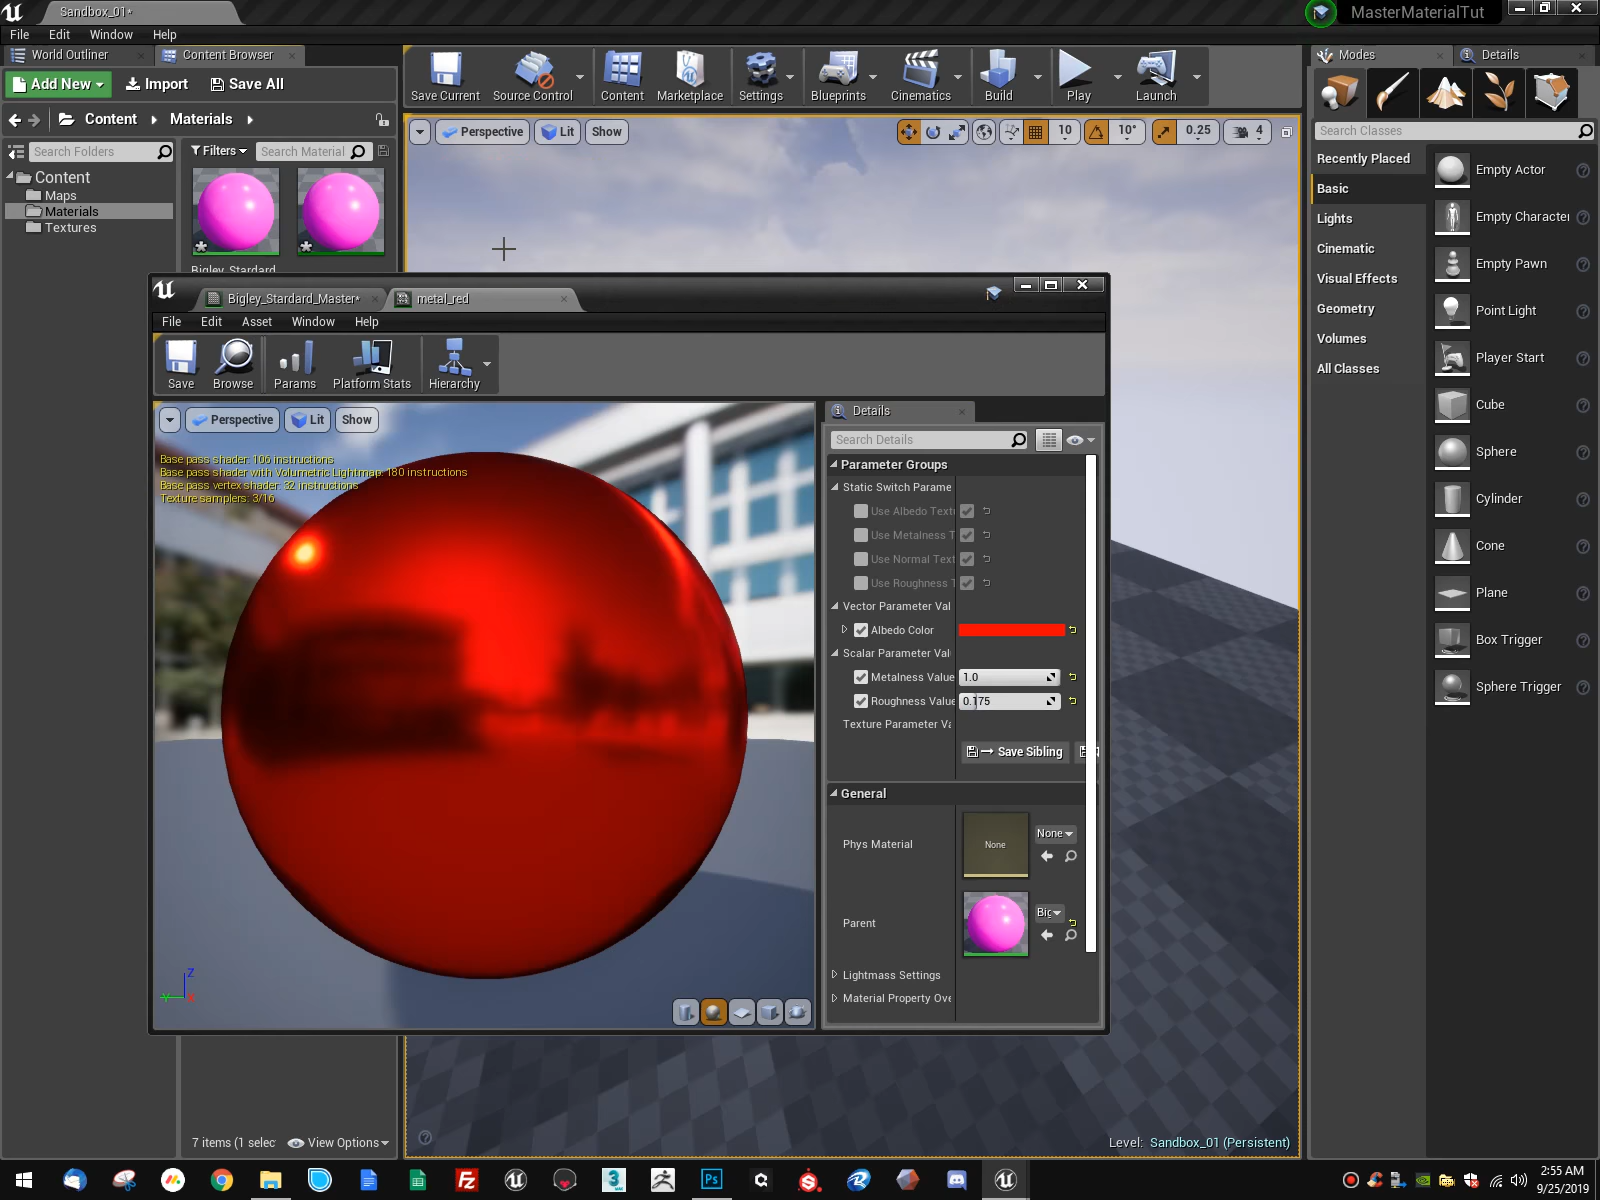 Sandbox_01*
MasterMaterialTut
File Edit Window Help
World Outliner
Content Browser
Modes
Details
Add New
Import
Save All
Save Current
Source Control
Content
Marketplace
Settings
Blueprints
Cinematics
Build
Play
Launch
Content
Materials
Search Classes
Perspective
Lit
Show
10
10°
0.25
4
Search Folders
Filters
Search Material
Content
Maps
Materials
Textures
Bigley_Stardard_
Recently Placed
Basic
Lights
Cinematic
Visual Effects
Geometry
Volumes
All Classes
Empty Actor
Empty Character
Empty Pawn
Point Light
Player Start
Cube
Sphere
Cylinder
Cone
Plane
Box Trigger
Sphere Trigger
Bigley_Stardard_Master*
metal_red
File Edit Asset Window Help
Save
Browse
Params
Platform Stats
Hierarchy
Perspective
Lit
Show
Base pass shader: 106 instructions
Base pass shader with Volumetric Lightmap: 180 instructions
Base pass vertex shader: 32 instructions
Texture samplers: 3/16
Z
Y
X
Details
Search Details
Parameter Groups
Static Switch Parame
Use Albedo Textu
Use Metalness T
Use Normal Text
Use Roughness T
Vector Parameter Val
Albedo Color
Scalar Parameter Val
Metalness Value
1.0
Roughness Value
0.175
Texture Parameter Va
Save Sibling
General
Phys Material
None
None
Parent
Big
Lightmass Settings
Material Property Ove
7 items (1 selec
View Options
Level: Sandbox_01 (Persistent)
2:55 AM
9/25/2019